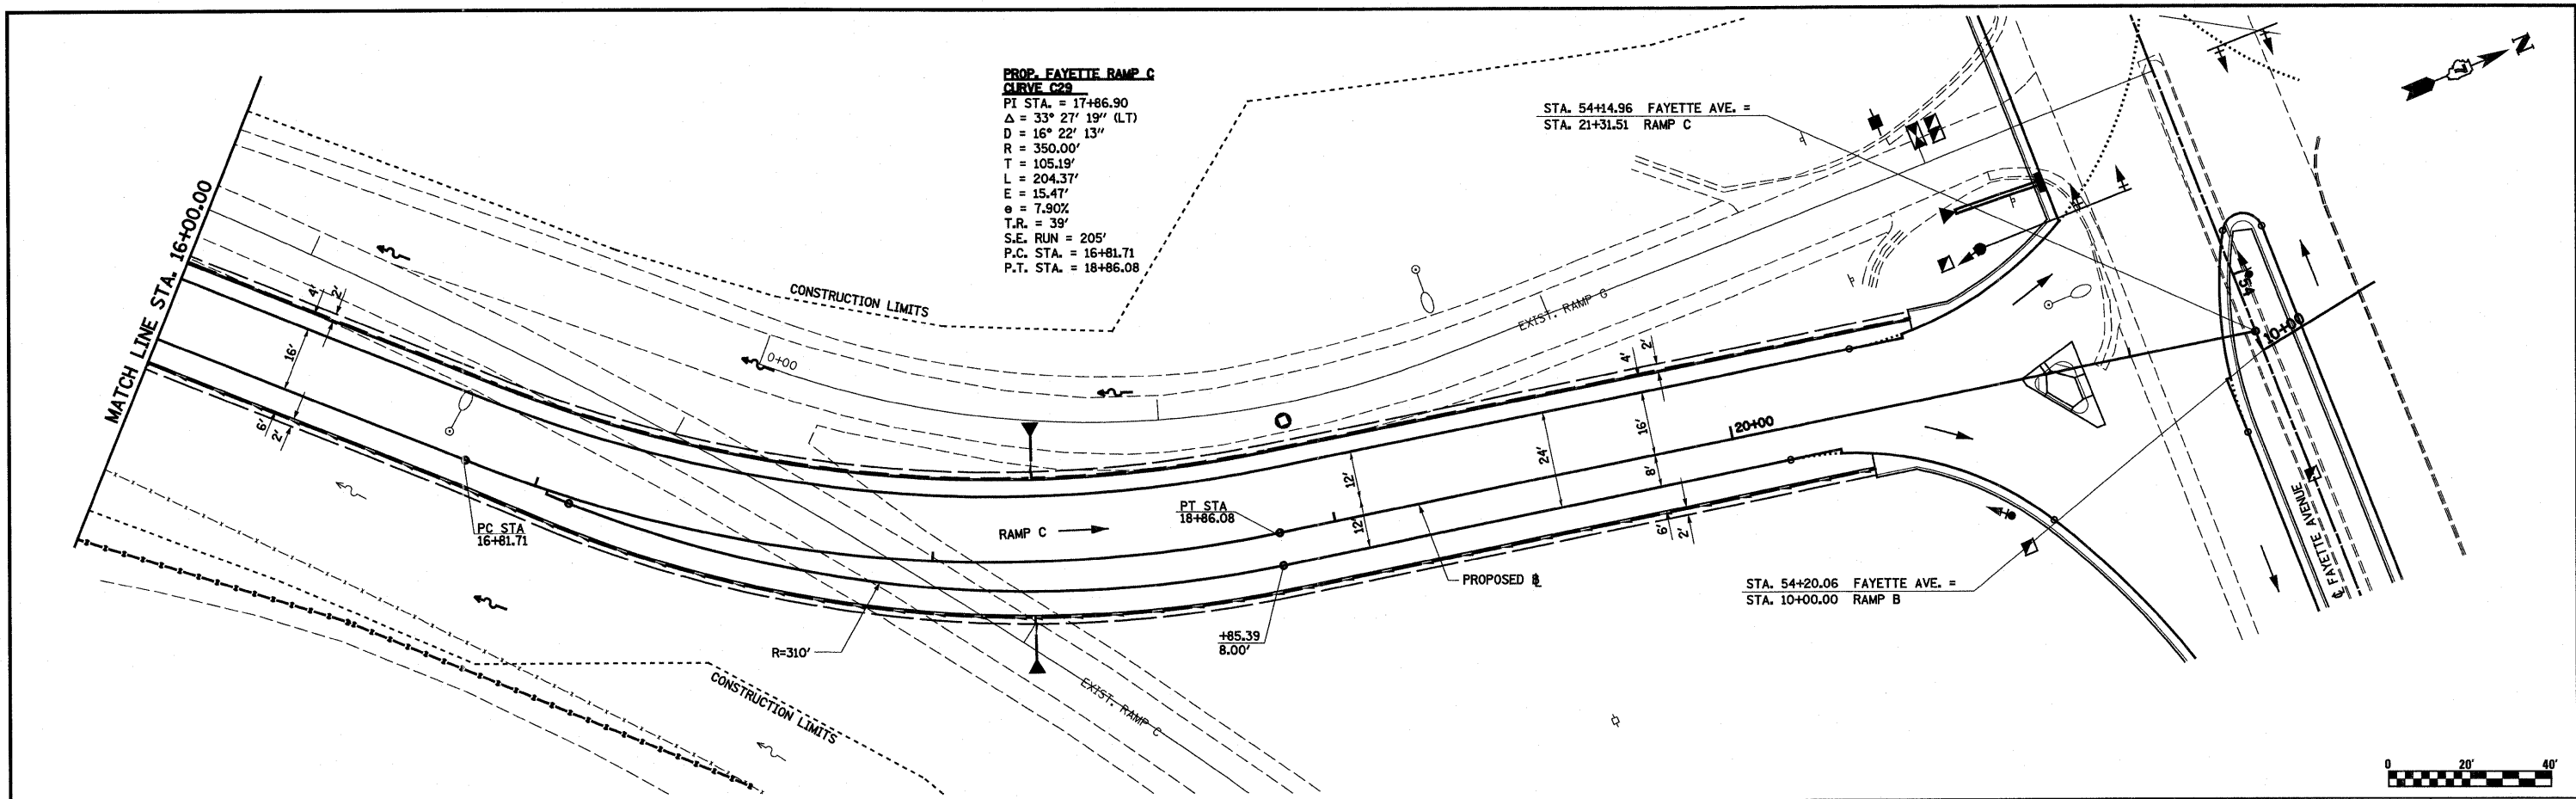 PROP. FAYETTE RAMP C
CURVE C29
PI STA. = 17+86.90
Δ = 33° 27' 19" (LT)
D = 16° 22' 13"
R = 350.00'
T = 105.19'
L = 204.37'
E = 15.47'
e = 7.90%
T.R. = 39'
S.E. RUN = 205'
P.C. STA. = 16+81.71
P.T. STA. = 18+86.08
STA. 54+14.96 FAYETTE AVE. =
STA. 21+31.51 RAMP C
N
MATCH LINE STA. 16+00.00
4'
2'
16'
6'
2'
CONSTRUCTION LIMITS
0+00
EXIST. RAMP G
4'
2'
54
10+00
20+00
16'
24'
8'
12'
12'
6'
2'
PC STA
16+81.71
RAMP C
PT STA
18+86.08
PROPOSED ⅊
R=310'
+85.39
8.00'
EXIST. RAMP C
CONSTRUCTION LIMITS
STA. 54+20.06 FAYETTE AVE. =
STA. 10+00.00 RAMP B
℄ FAYETTE AVENUE
0 20' 40'